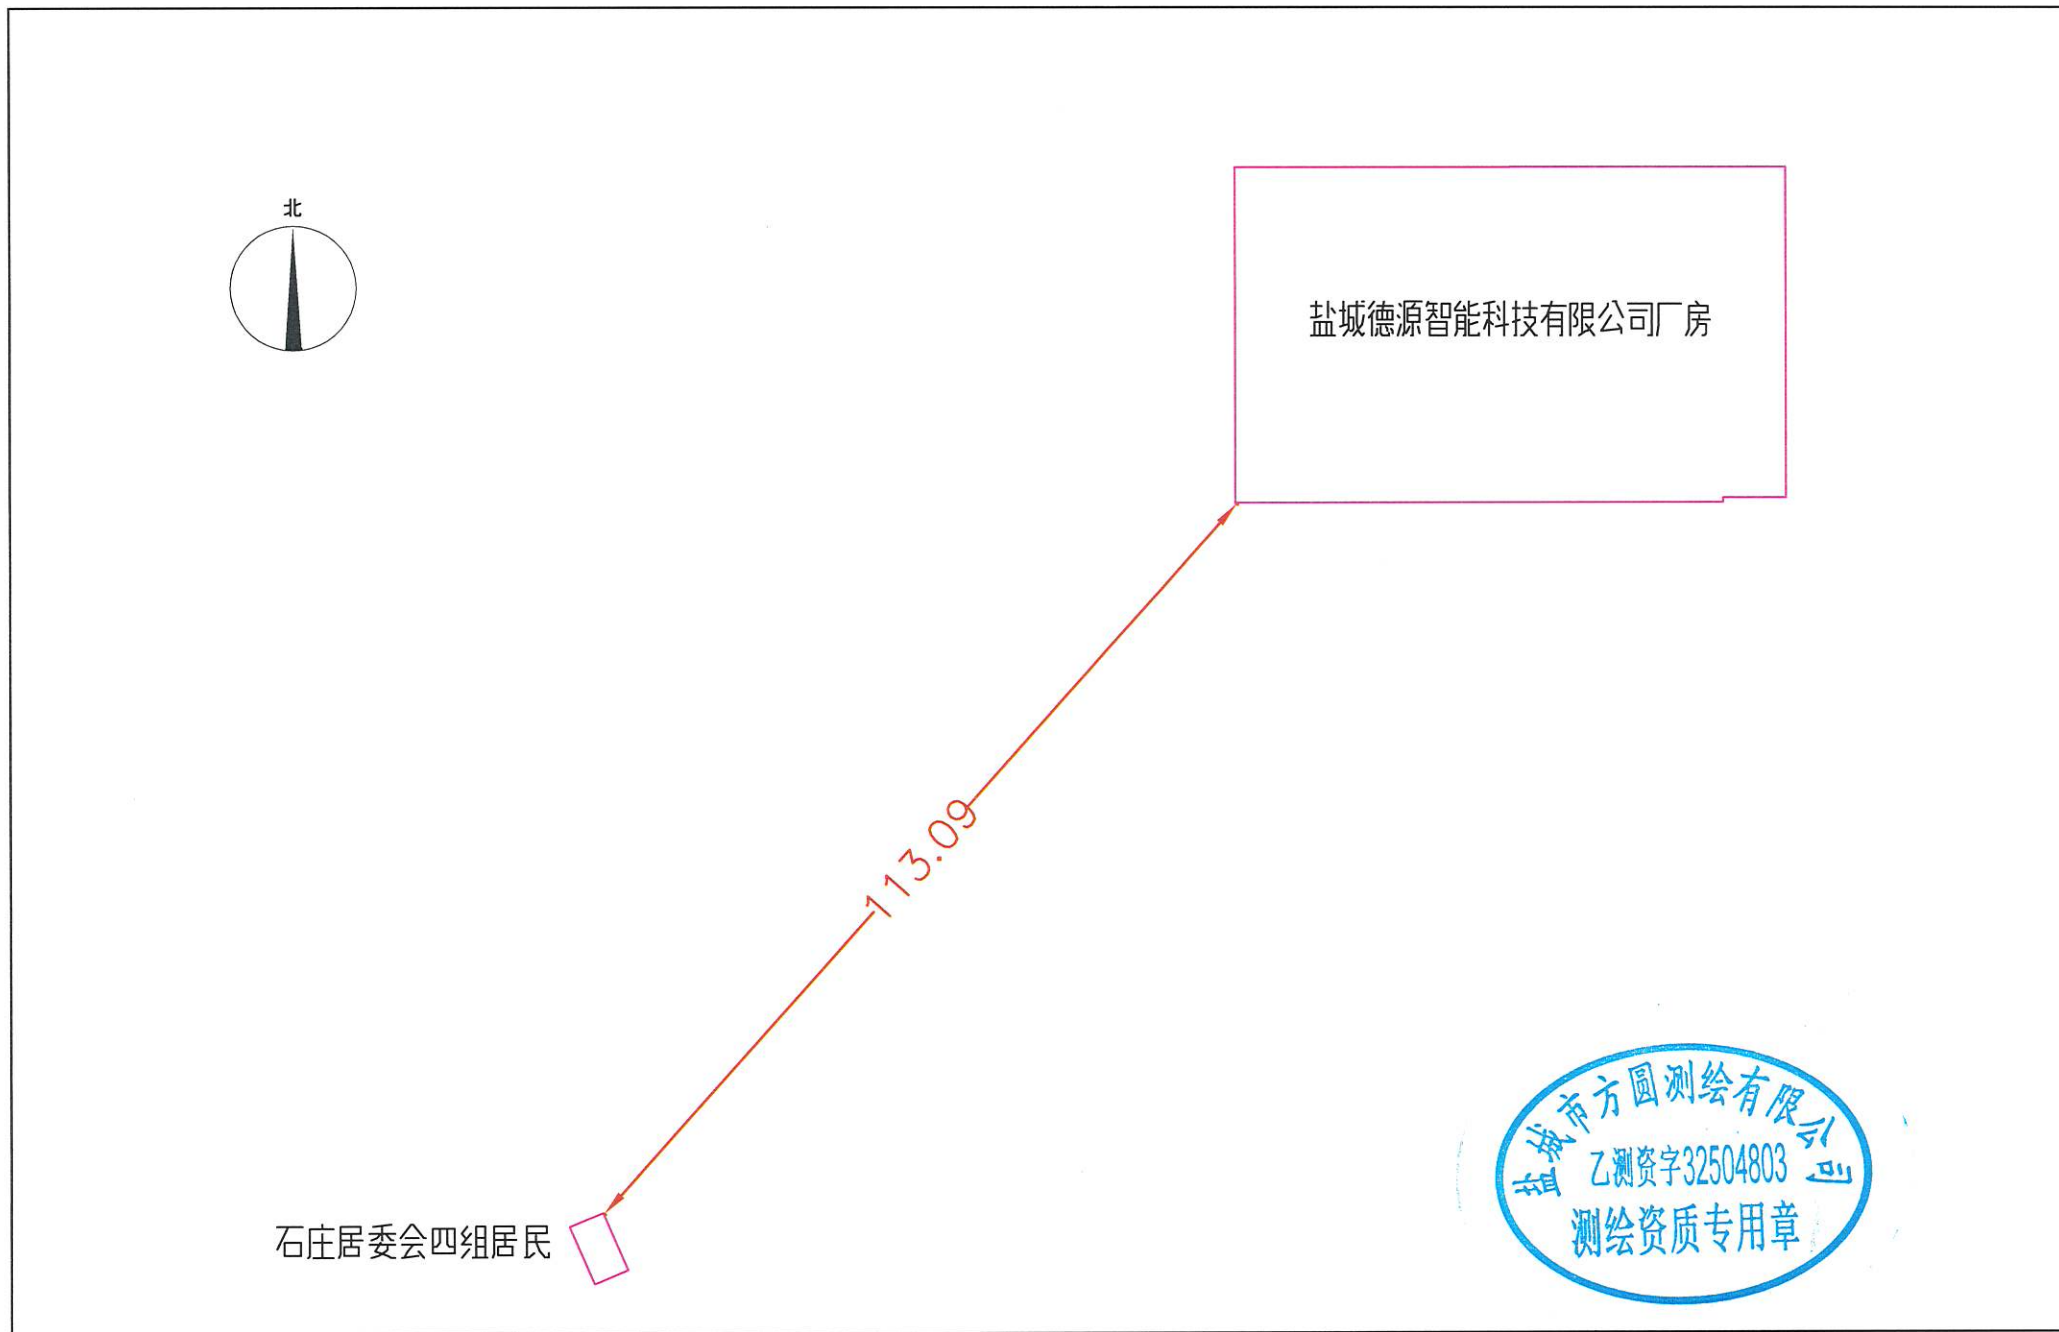 北
盐城德源智能科技有限公司厂房
113.09
石庄居委会四组居民
盐城市方圆测绘有限公司
乙测资字32504803
测绘资质专用章